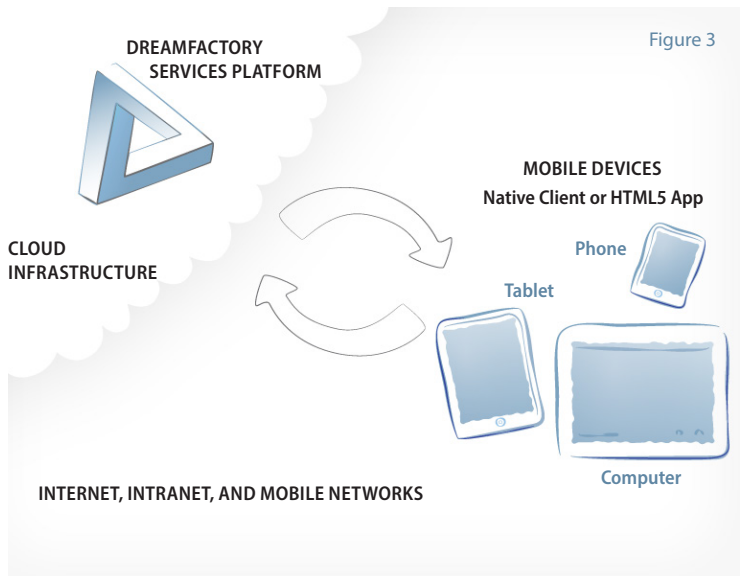 Figure 3
DREAMFACTORY
SERVICES PLATFORM
MOBILE DEVICES
Native Client or HTML5 App
CLOUD
INFRASTRUCTURE
Phone
Tablet
Computer
INTERNET, INTRANET, AND MOBILE NETWORKS